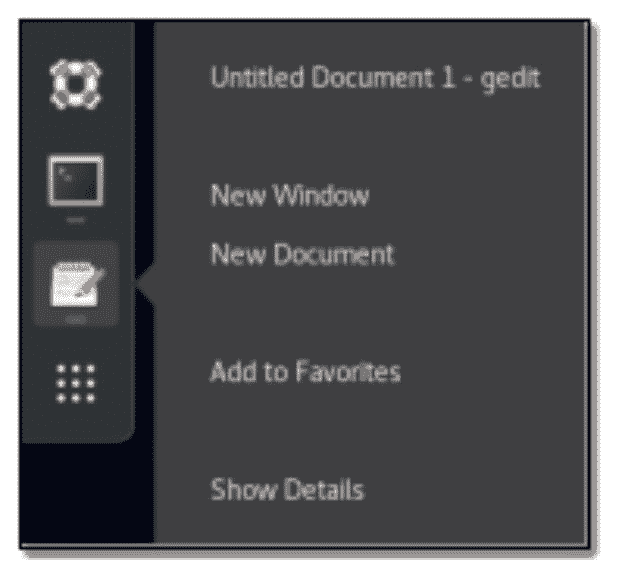 Untitled Document 1 - gedit
New Window
New Document
Add to Favorites
Show Details